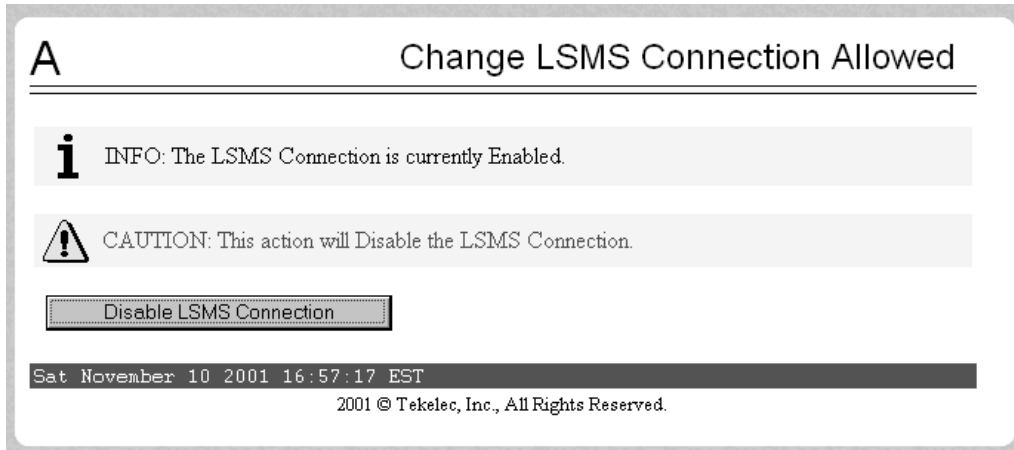 A
Change LSMS Connection Allowed
INFO: The LSMS Connection is currently Enabled.
CAUTION: This action will Disable the LSMS Connection.
Disable LSMS Connection
Sat November 10 2001 16:57:17 EST
2001 © Tekelec, Inc., All Rights Reserved.